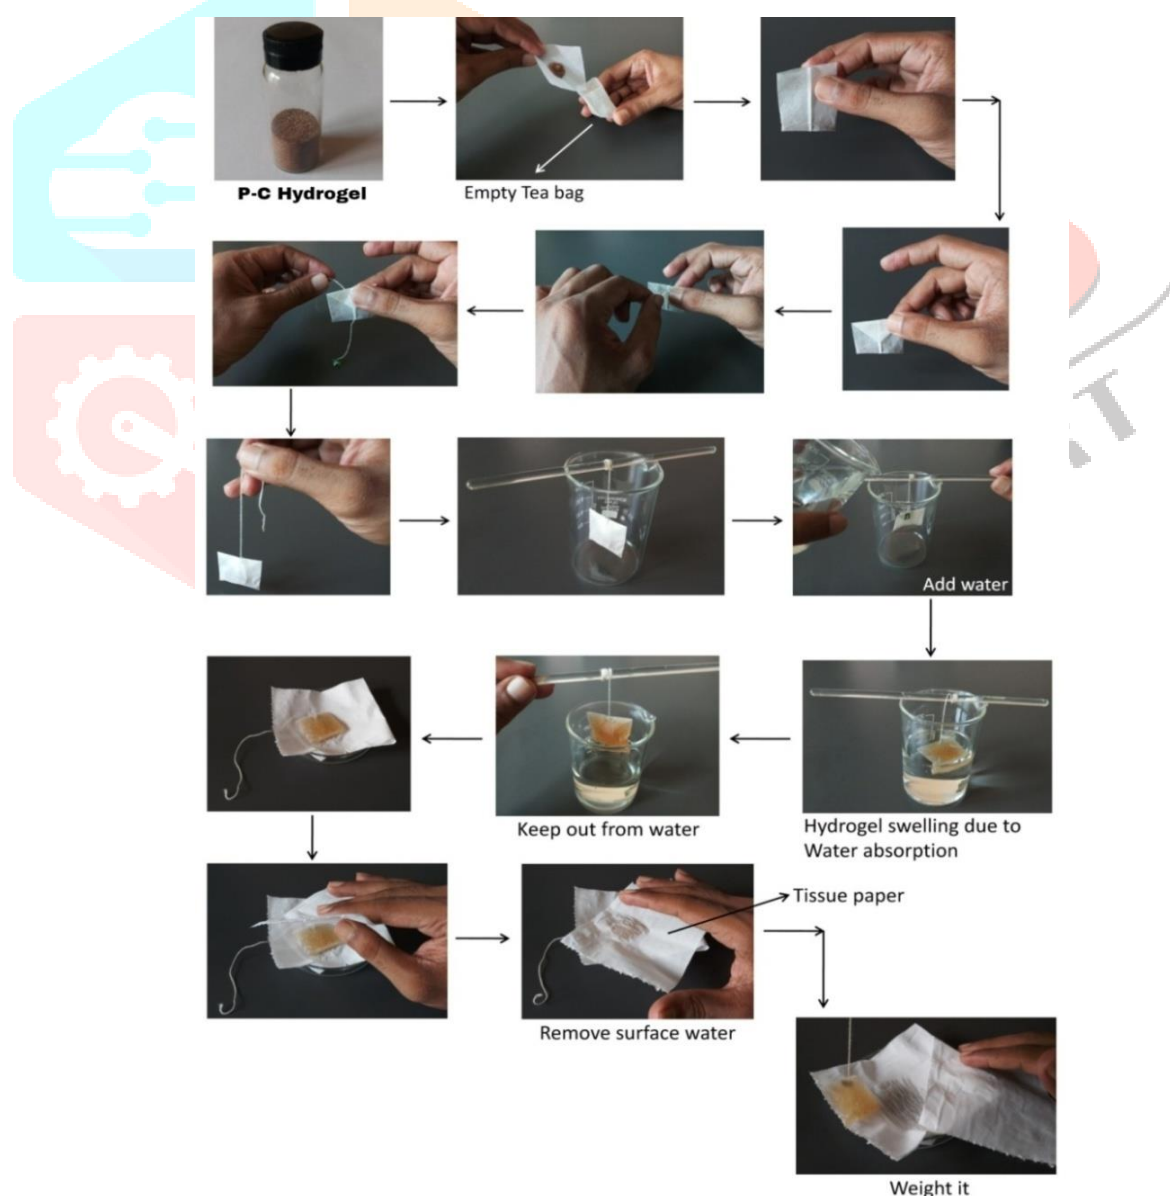 P-C Hydrogel
Empty Tea bag
Add water
Keep out from water
Hydrogel swelling due to
Water absorption
Tissue paper
Remove surface water
Weight it